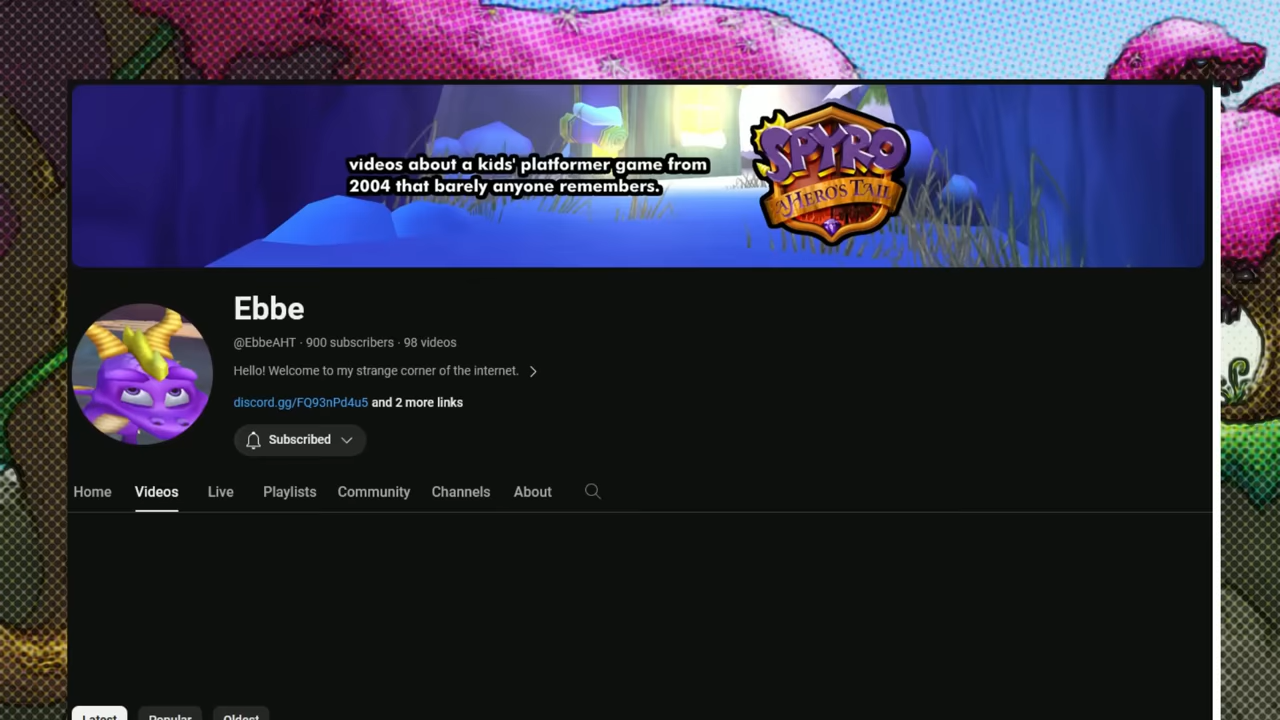 videos about a kids' platformer game from
2004 that barely anyone remembers.
SPYRO
A HERO'S TAIL
Ebbe
@EbbeAHT · 900 subscribers · 98 videos
Hello! Welcome to my strange corner of the internet.
discord.gg/FQ93nPd4u5 and 2 more links
Subscribed
Home Videos Live Playlists Community Channels About
Latest Popular Oldest